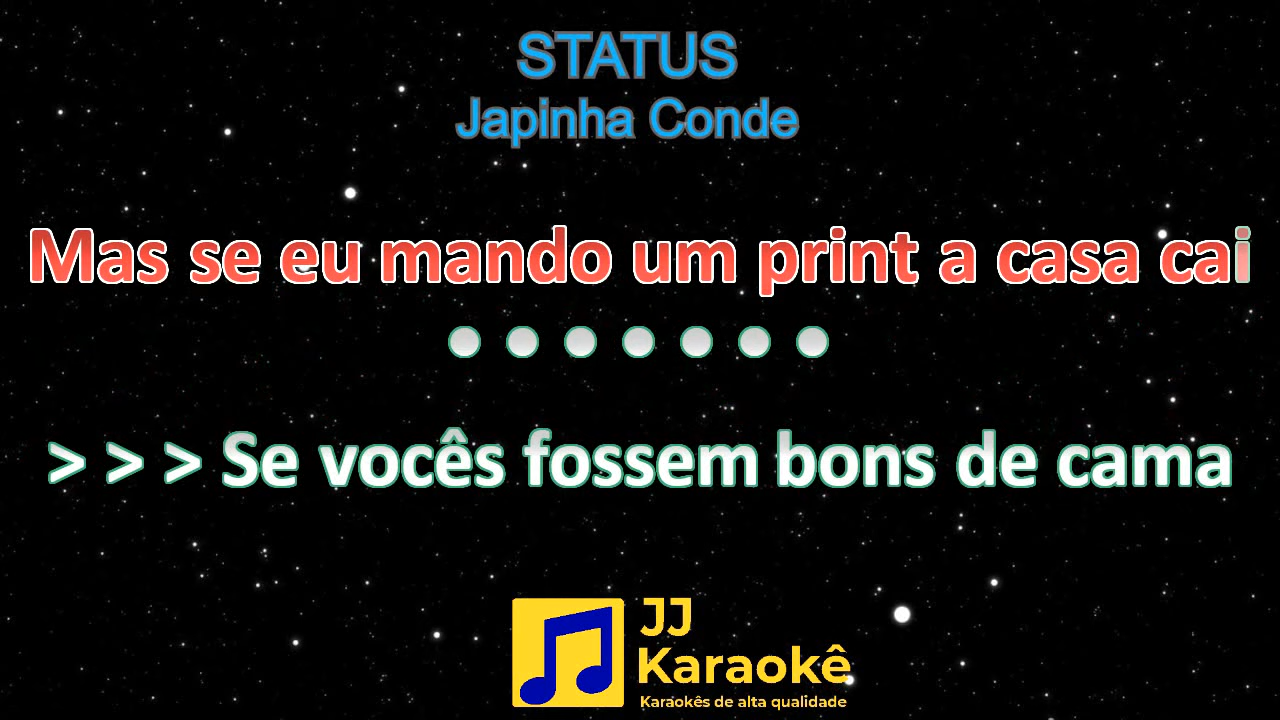 STATUS
Japinha Conde
Mas se eu mando um print a casa cai
● ● ● ● ● ● ●
> > > Se vocês fossem bons de cama
JJ
Karaokê
Karaokês de alta qualidade